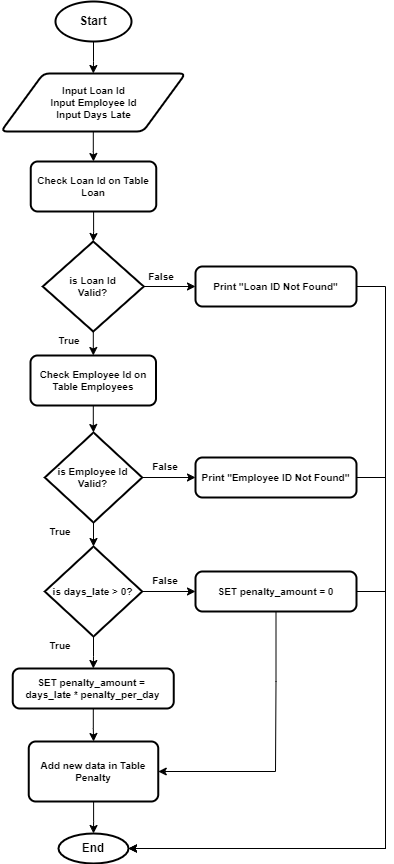 Start
Input Loan Id
Input Employee Id
Input Days Late
Check Loan Id on Table
Loan
is Loan Id
Valid?
False
Print "Loan ID Not Found"
True
Check Employee Id on
Table Employees
is Employee Id
Valid?
False
Print "Employee ID Not Found"
True
is days_late > 0?
False
SET penalty_amount = 0
True
SET penalty_amount =
days_late * penalty_per_day
Add new data in Table
Penalty
End